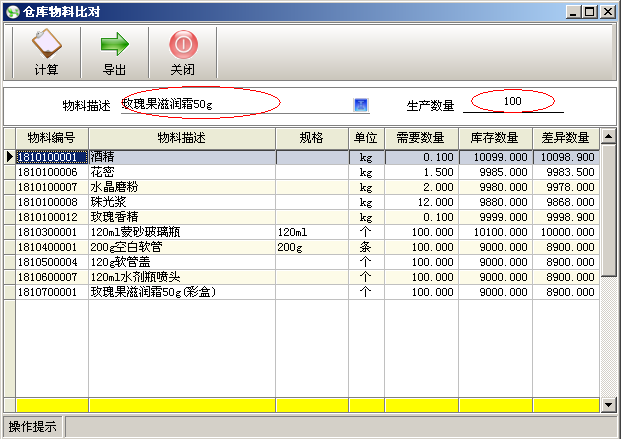 仓库物料比对
计算 导出 关闭
物料描述 玫瑰果滋润霜50g 生产数量 100
物料编号 物料描述 规格 单位 需要数量 库存数量 差异数量
1810100001 酒精 kg 0.100 10099.000 10098.900
1810100006 花密 kg 1.500 9985.000 9983.500
1810100007 水晶磨粉 kg 2.000 9980.000 9978.000
1810100008 珠光浆 kg 12.000 9880.000 9868.000
1810100012 玫瑰香精 kg 0.100 9999.000 9998.900
1810300001 120ml蒙砂玻璃瓶 120ml 个 100.000 10100.000 10000.000
1810400001 200g空白软管 200g 条 100.000 9000.000 8900.000
1810500004 120g软管盖 个 100.000 9000.000 8900.000
1810600007 120ml水剂瓶喷头 个 100.000 9000.000 8900.000
1810700001 玫瑰果滋润霜50g(彩盒) 个 100.000 9000.000 8900.000
操作提示